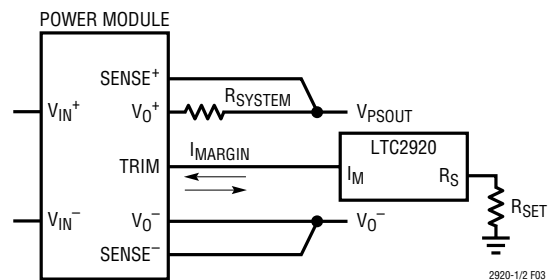 POWER MODULE
SENSE+
RSYSTEM
VIN+
VO+
VPSOUT
LTC2920
TRIM
IMARGIN
IM
RS
RSET
VIN−
VO−
VO−
SENSE−
2920-1/2 F03